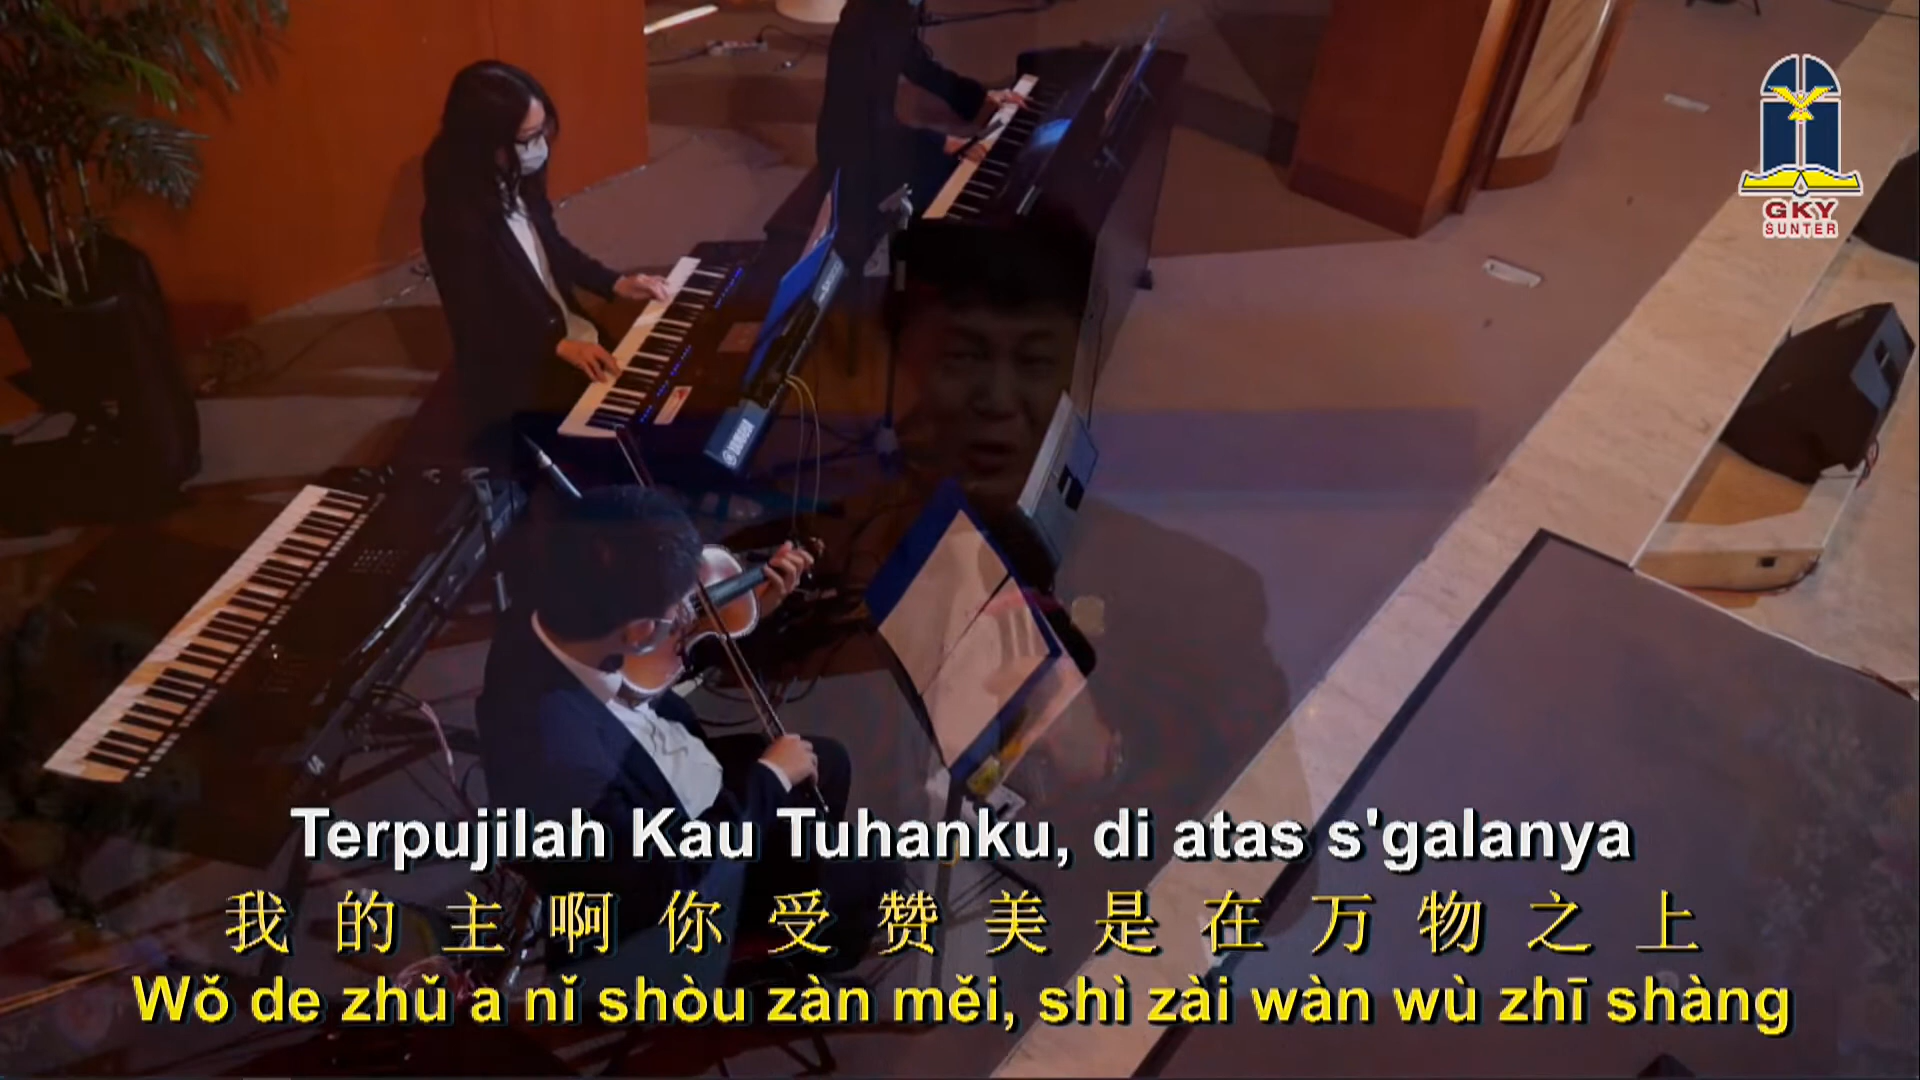 GKY
SUNTER
YAMAHA
Terpujilah Kau Tuhanku, di atas s'galanya
我的主啊你受赞美是在万物之上
Wǒ de zhǔ a nǐ shòu zàn měi, shì zài wàn wù zhī shàng